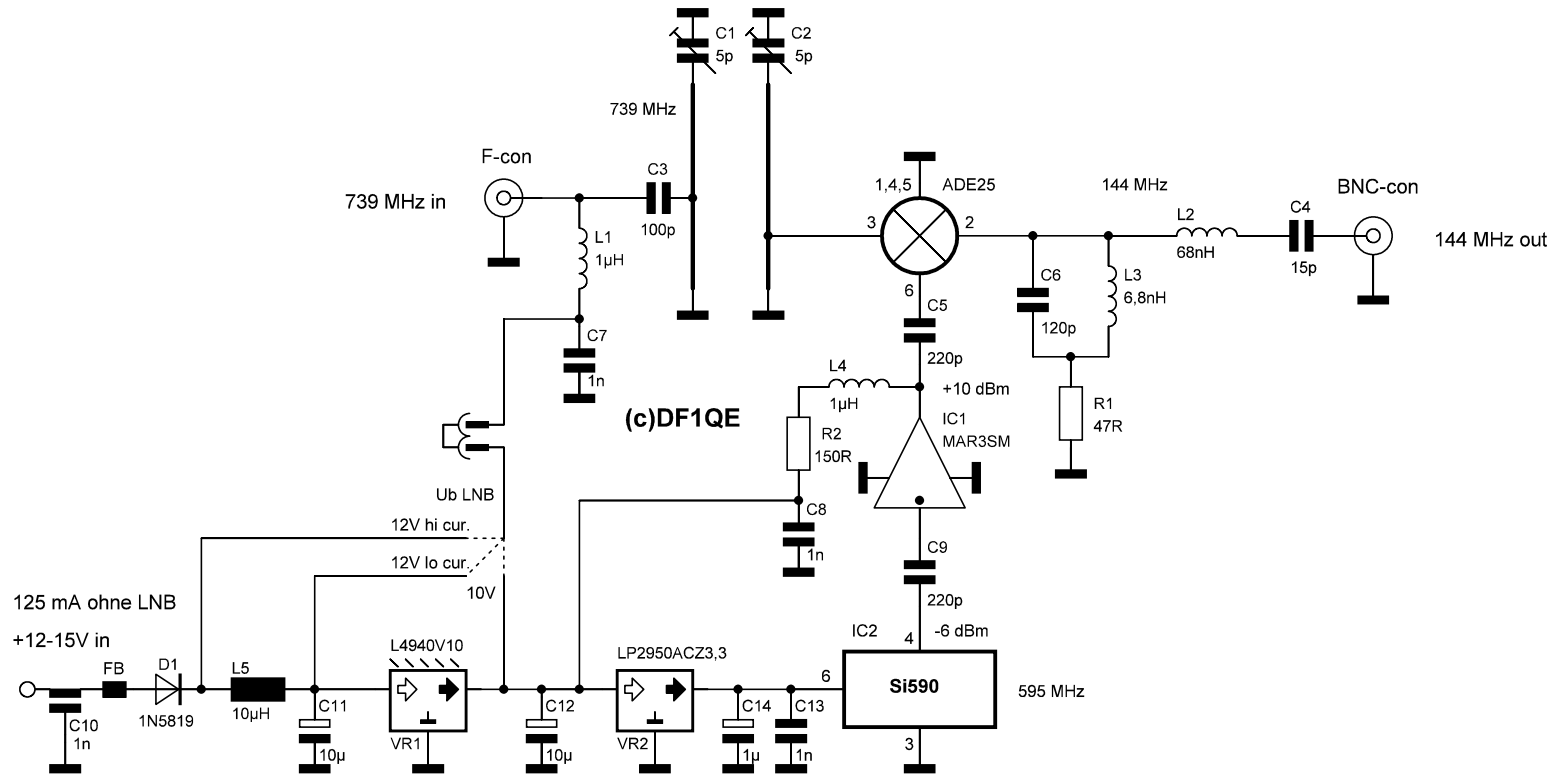 C1
5p
C2
5p
739 MHz
F-con
739 MHz in
C3
100p
L1
1µH
C7
1n
1,4,5
ADE25
3
2
6
144 MHz
L2
68nH
C4
15p
BNC-con
144 MHz out
C6
120p
L3
6,8nH
R1
47R
C5
220p
L4
1µH
+10 dBm
IC1
MAR3SM
R2
150R
C8
1n
(c)DF1QE
C9
220p
-6 dBm
4
IC2
6
Si590
595 MHz
3
Ub LNB
12V hi cur.
12V lo cur.
10V
125 mA ohne LNB
+12-15V in
FB
D1
1N5819
C10
1n
L5
10µH
C11
10µ
L4940V10
VR1
C12
10µ
LP2950ACZ3,3
VR2
C14
1µ
C13
1n